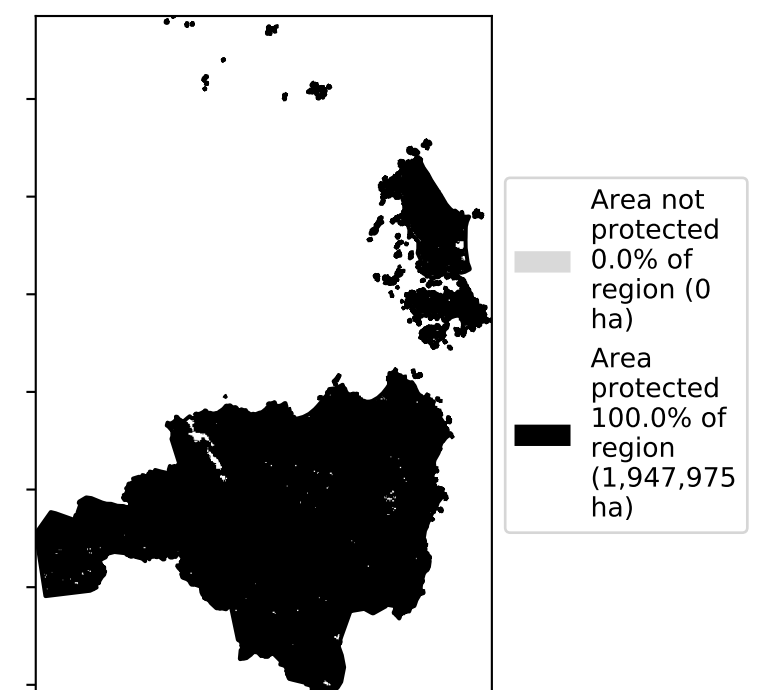 Area not
protected
0.0% of
region (0
ha)
Area
protected
100.0% of
region
(1,947,975
ha)